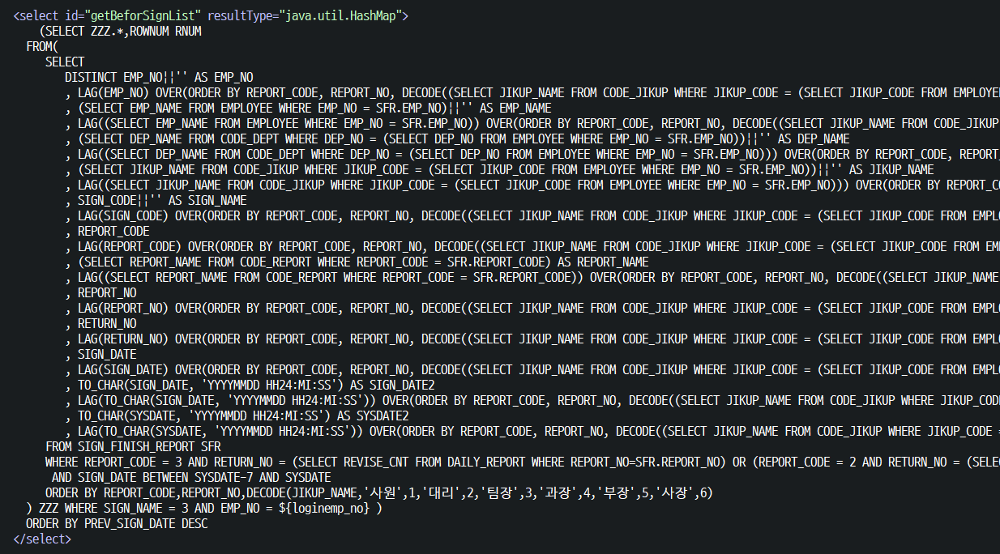 <select id="getBeforSignList" resultType="java.util.HashMap">
(SELECT ZZZ.*,ROWNUM RNUM
FROM(
SELECT
DISTINCT EMP_NO||'' AS EMP_NO
, LAG(EMP_NO) OVER(ORDER BY REPORT_CODE, REPORT_NO, DECODE((SELECT JIKUP_NAME FROM CODE_JIKUP WHERE JIKUP_CODE = (SELECT JIKUP_CODE FROM EMPLOYE
, (SELECT EMP_NAME FROM EMPLOYEE WHERE EMP_NO = SFR.EMP_NO)||'' AS EMP_NAME
, LAG((SELECT EMP_NAME FROM EMPLOYEE WHERE EMP_NO = SFR.EMP_NO)) OVER(ORDER BY REPORT_CODE, REPORT_NO, DECODE((SELECT JIKUP_NAME FROM CODE_JIKUP
, (SELECT DEP_NAME FROM CODE_DEPT WHERE DEP_NO = (SELECT DEP_NO FROM EMPLOYEE WHERE EMP_NO = SFR.EMP_NO))||'' AS DEP_NAME
, LAG((SELECT DEP_NAME FROM CODE_DEPT WHERE DEP_NO = (SELECT DEP_NO FROM EMPLOYEE WHERE EMP_NO = SFR.EMP_NO))) OVER(ORDER BY REPORT_CODE, REPORT_
, (SELECT JIKUP_NAME FROM CODE_JIKUP WHERE JIKUP_CODE = (SELECT JIKUP_CODE FROM EMPLOYEE WHERE EMP_NO = SFR.EMP_NO))||'' AS JIKUP_NAME
, LAG((SELECT JIKUP_NAME FROM CODE_JIKUP WHERE JIKUP_CODE = (SELECT JIKUP_CODE FROM EMPLOYEE WHERE EMP_NO = SFR.EMP_NO))) OVER(ORDER BY REPORT_CO
, SIGN_CODE||'' AS SIGN_NAME
, LAG(SIGN_CODE) OVER(ORDER BY REPORT_CODE, REPORT_NO, DECODE((SELECT JIKUP_NAME FROM CODE_JIKUP WHERE JIKUP_CODE = (SELECT JIKUP_CODE FROM EMPL
, REPORT_CODE
, LAG(REPORT_CODE) OVER(ORDER BY REPORT_CODE, REPORT_NO, DECODE((SELECT JIKUP_NAME FROM CODE_JIKUP WHERE JIKUP_CODE = (SELECT JIKUP_CODE FROM EM
, (SELECT REPORT_NAME FROM CODE_REPORT WHERE REPORT_CODE = SFR.REPORT_CODE) AS REPORT_NAME
, LAG((SELECT REPORT_NAME FROM CODE_REPORT WHERE REPORT_CODE = SFR.REPORT_CODE)) OVER(ORDER BY REPORT_CODE, REPORT_NO, DECODE((SELECT JIKUP_NAME
, REPORT_NO
, LAG(REPORT_NO) OVER(ORDER BY REPORT_CODE, REPORT_NO, DECODE((SELECT JIKUP_NAME FROM CODE_JIKUP WHERE JIKUP_CODE = (SELECT JIKUP_CODE FROM EMPL
, RETURN_NO
, LAG(RETURN_NO) OVER(ORDER BY REPORT_CODE, REPORT_NO, DECODE((SELECT JIKUP_NAME FROM CODE_JIKUP WHERE JIKUP_CODE = (SELECT JIKUP_CODE FROM EMPL
, SIGN_DATE
, LAG(SIGN_DATE) OVER(ORDER BY REPORT_CODE, REPORT_NO, DECODE((SELECT JIKUP_NAME FROM CODE_JIKUP WHERE JIKUP_CODE = (SELECT JIKUP_CODE FROM EMPL
, TO_CHAR(SIGN_DATE, 'YYYYMMDD HH24:MI:SS') AS SIGN_DATE2
, LAG(TO_CHAR(SIGN_DATE, 'YYYYMMDD HH24:MI:SS')) OVER(ORDER BY REPORT_CODE, REPORT_NO, DECODE((SELECT JIKUP_NAME FROM CODE_JIKUP WHERE JIKUP_COD
, TO_CHAR(SYSDATE, 'YYYYMMDD HH24:MI:SS') AS SYSDATE2
, LAG(TO_CHAR(SYSDATE, 'YYYYMMDD HH24:MI:SS')) OVER(ORDER BY REPORT_CODE, REPORT_NO, DECODE((SELECT JIKUP_NAME FROM CODE_JIKUP WHERE JIKUP_CODE =
FROM SIGN_FINISH_REPORT SFR
WHERE REPORT_CODE = 3 AND RETURN_NO = (SELECT REVISE_CNT FROM DAILY_REPORT WHERE REPORT_NO=SFR.REPORT_NO) OR (REPORT_CODE = 2 AND RETURN_NO = (SELE
AND SIGN_DATE BETWEEN SYSDATE-7 AND SYSDATE
ORDER BY REPORT_CODE,REPORT_NO,DECODE(JIKUP_NAME,'사원',1,'대리',2,'팀장',3,'과장',4,'부장',5,'사장',6)
) ZZZ WHERE SIGN_NAME = 3 AND EMP_NO = ${loginemp_no} )
ORDER BY PREV_SIGN_DATE DESC
</select>